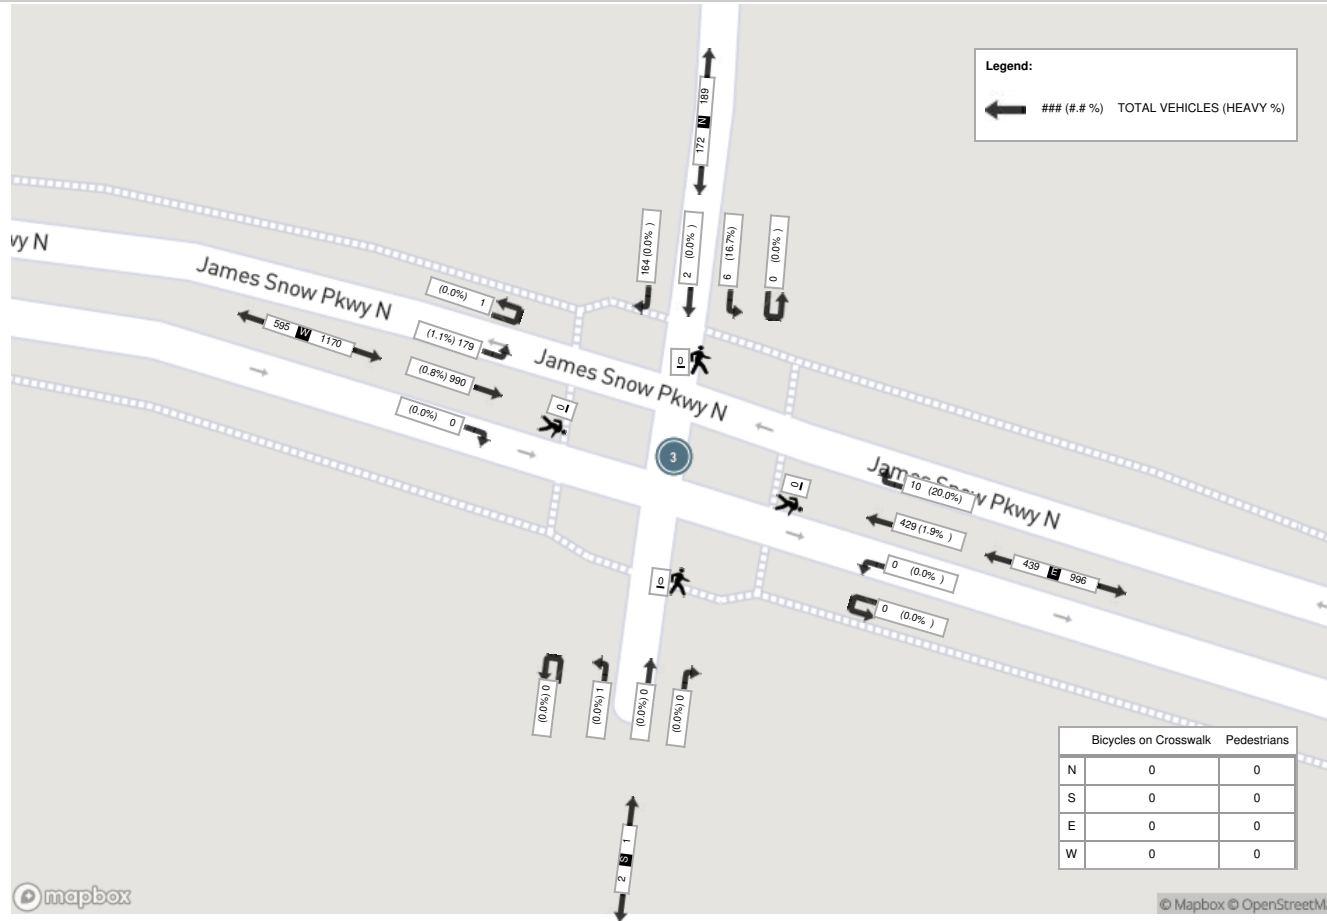 Legend:
### (#.# %) TOTAL VEHICLES (HEAVY %)
189 N 172
164 (0.0% )
2 (0.0% )
6 (16.7%)
0 (0.0% )
wy N
James Snow Pkwy N
(0.0%) 1
595 W 1170
(1.1%) 179
(0.8%) 990
(0.0%) 0
James Snow Pkwy N
0
0
3
0
0
James Snow Pkwy N
10 (20.0%)
429 (1.9% )
0 (0.0% )
0 (0.0% )
439 E 996
(0.0%) 0
(0.0%) 1
(0.0%) 0
(0.0%) 0
2 S 1
Bicycles on Crosswalk Pedestrians
N 0 0
S 0 0
E 0 0
W 0 0
mapbox
© Mapbox © OpenStreetMa